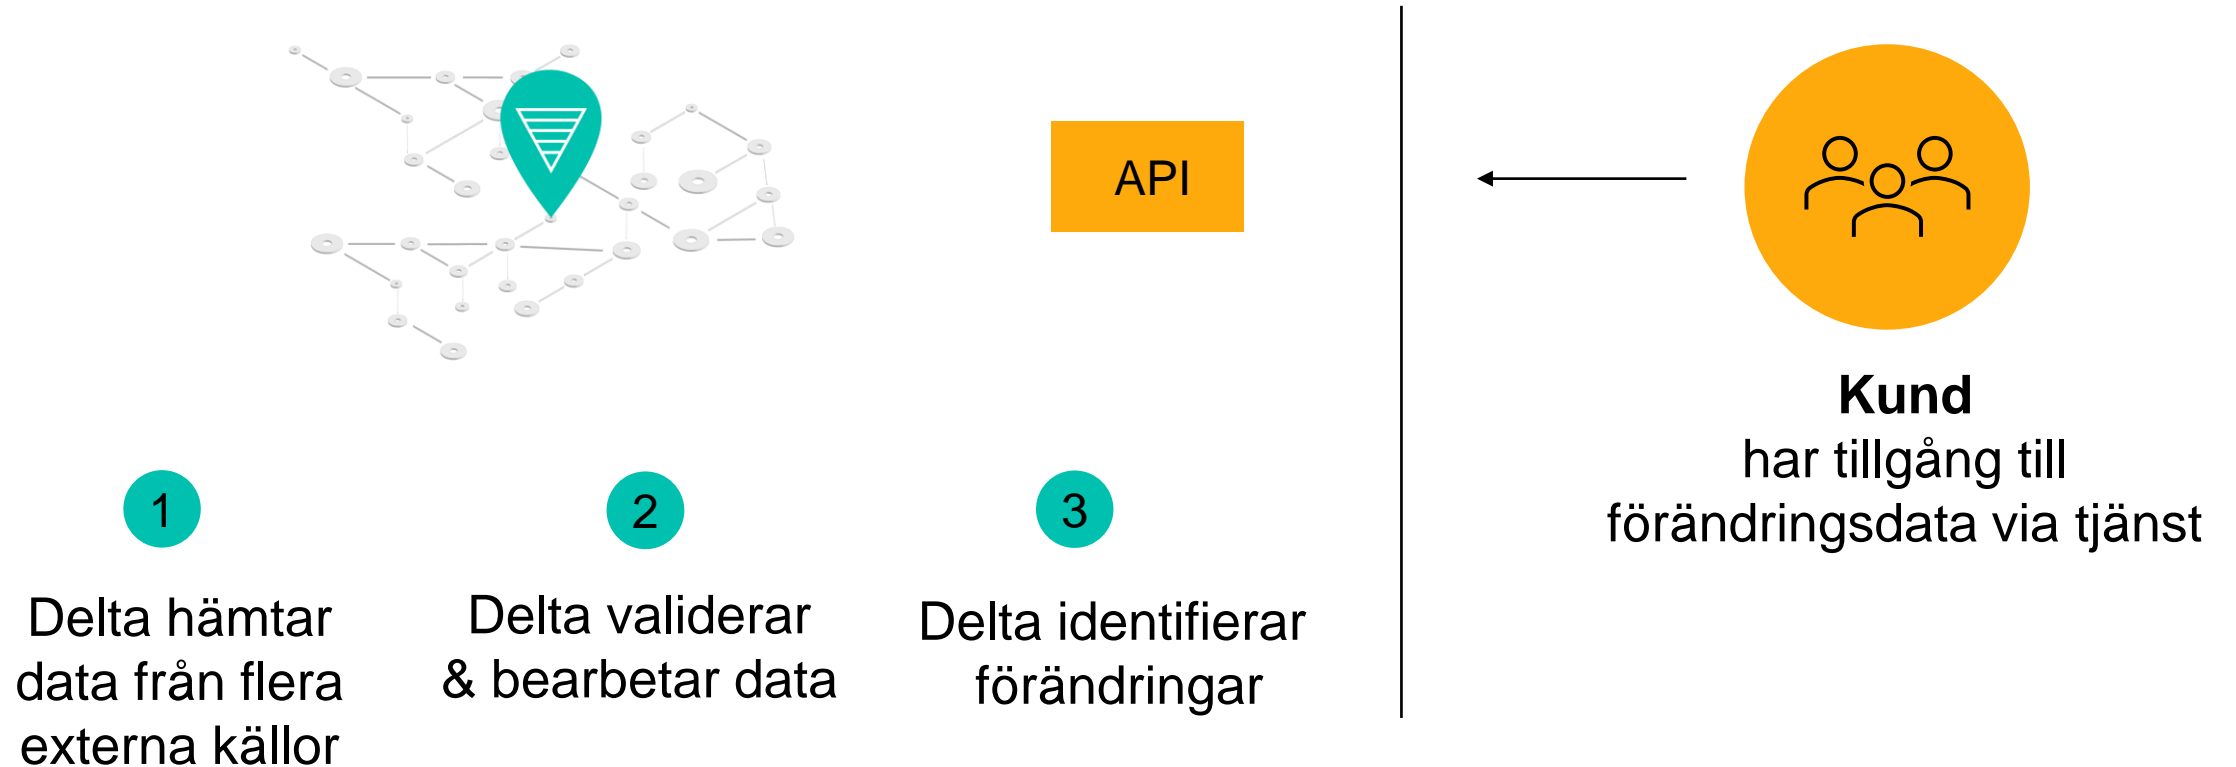 API
1
Delta hämtar
data från flera
externa källor
2
Delta validerar
& bearbetar data
3
Delta identifierar
förändringar
Kund
har tillgång till
förändringsdata via tjänst